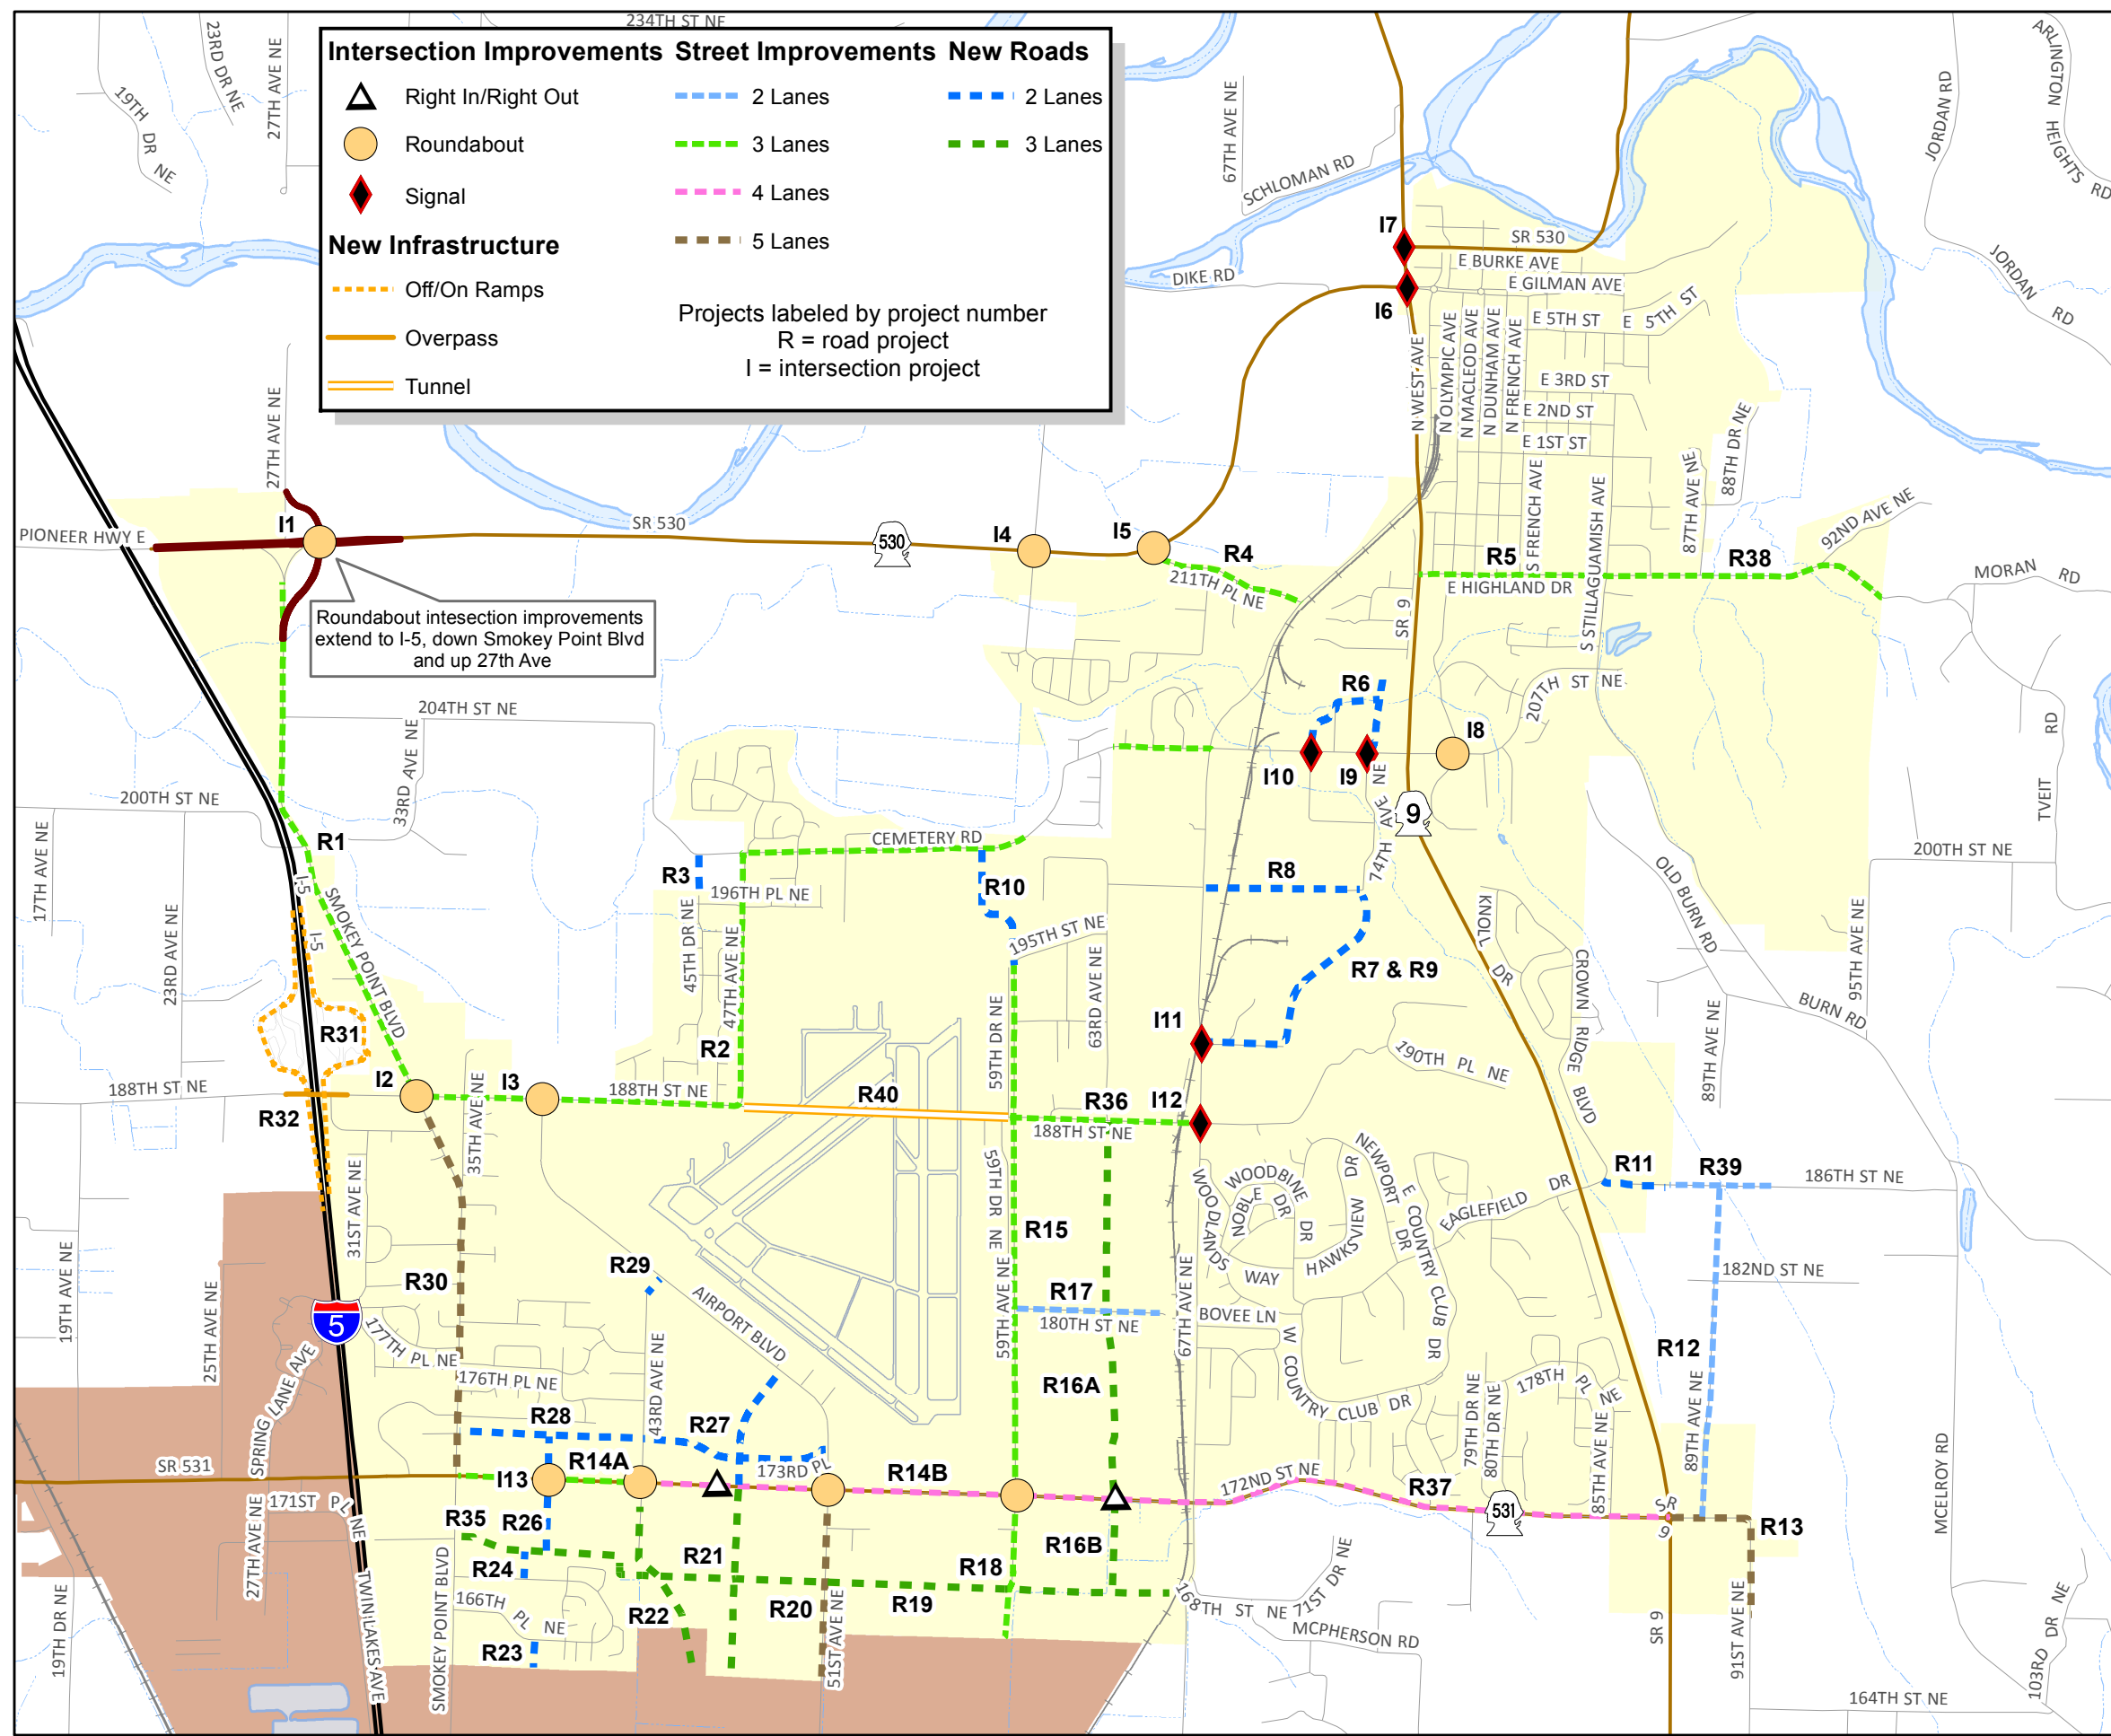 234TH ST NE
23RD DR NE
27TH AVE NE
19TH DR NE
Intersection Improvements
Right In/Right Out
Roundabout
Signal
New Infrastructure
Off/On Ramps
Overpass
Tunnel
Street Improvements
2 Lanes
3 Lanes
4 Lanes
5 Lanes
New Roads
2 Lanes
3 Lanes
Projects labeled by project number
R = road project
I = intersection project
67TH AVE NE
SCHLOMAN RD
DIKE RD
JORDAN RD
ARLINGTON HEIGHTS RD
JORDAN RD
I7
SR 530
E BURKE AVE
E GILMAN AVE
I6
E 5TH ST
E 5TH ST
N WEST AVE
N OLYMPIC AVE
N MACLEOD AVE
N DUNHAM AVE
N FRENCH AVE
E 3RD ST
E 2ND ST
E 1ST ST
S FRENCH AVE
S STILLAGUAMISH AVE
87TH AVE NE
88TH DR NE
92ND AVE NE
27TH AVE NE
PIONEER HWY E
I1
SR 530
530
I4
I5
R4
211TH PL NE
R5
R38
E HIGHLAND DR
MORAN RD
SR 9
Roundabout intesection improvements
extend to I-5, down Smokey Point Blvd
and up 27th Ave
204TH ST NE
33RD AVE NE
200TH ST NE
17TH AVE NE
23RD AVE NE
R1
I-5
I-5
SMOKEY POINT BLVD
R6
I10
I9
I8
207TH ST NE
74TH AVE NE
9
TVEIT RD
200TH ST NE
CEMETERY RD
R3
196TH PL NE
R10
R8
45TH DR NE
47TH AVE NE
195TH ST NE
59TH DR NE
63RD AVE NE
R7 & R9
KNOLL DR
CROWN RIDGE BLVD
OLD BURN RD
BURN RD
95TH AVE NE
89TH AVE NE
R31
R2
I11
190TH PL NE
188TH ST NE
R32
I2
I3
188TH ST NE
R40
R36
I12
188TH ST NE
35TH AVE NE
31ST AVE NE
59TH DR NE
R15
WOODLANDS WAY
WOODBINE DR
NOBLE DR
HAWKSVIEW DR
NEWPORT DR
E COUNTRY CLUB DR
EAGLEFIELD DR
R11
R39
186TH ST NE
182ND ST NE
19TH AVE NE
25TH AVE NE
5
SPRING LANE AVE
R30
R29
AIRPORT BLVD
177TH PL NE
176TH PL NE
43RD AVE NE
59TH AVE NE
R17
180TH ST NE
67TH AVE NE
BOVEE LN
W COUNTRY CLUB DR
R16A
R12
89TH AVE NE
79TH DR NE
80TH DR NE
178TH PL NE
85TH AVE NE
MCELROY RD
R28
R27
SR 531
I13
R14A
173RD PL
R14B
172ND ST NE
R37
531
SR 9
R13
171ST PL NE
27TH AVE NE
R35
R26
R24
R21
R18
R16B
166TH PL NE
R22
R20
R19
168TH ST NE
71ST DR NE
MCPHERSON RD
R23
19TH DR NE
TWIN LAKES AVE
SMOKEY POINT BLVD
51ST AVE NE
SR 9
91ST AVE NE
103RD DR NE
164TH ST NE